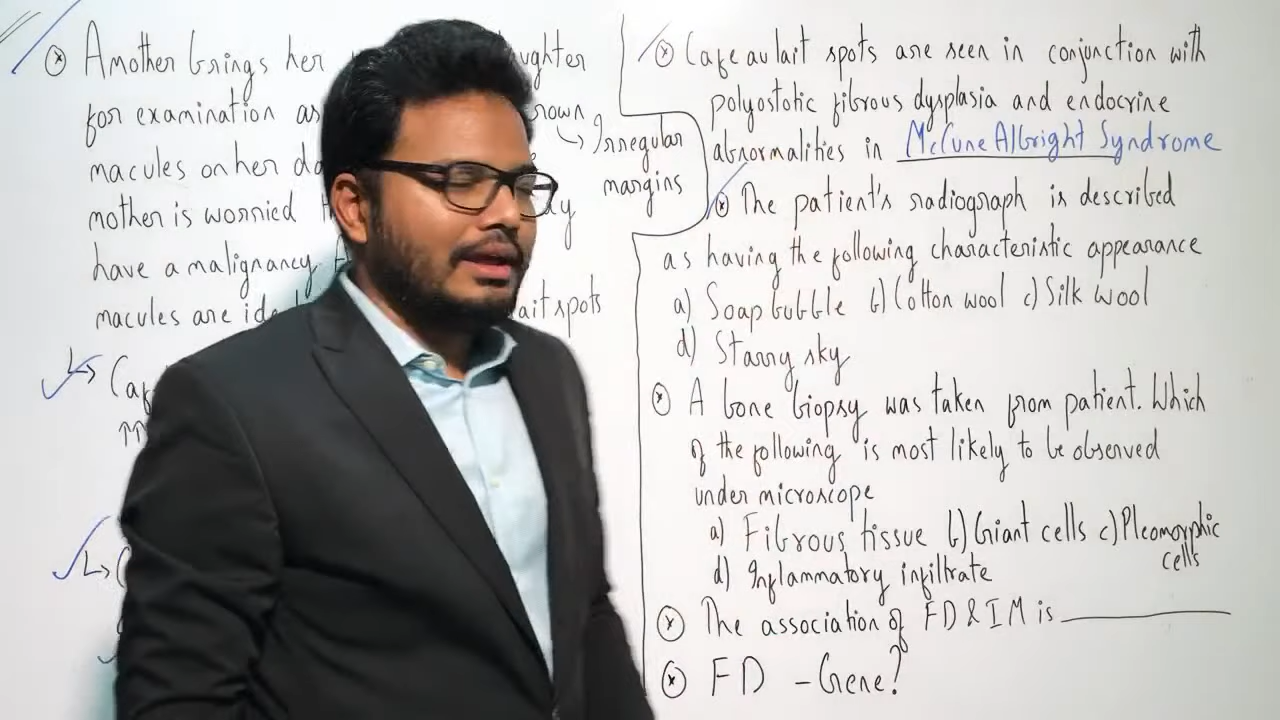 Another brings her
for examination as rown
Irregular
margins
macules on her
mother is worried
have a malignancy
macules are ait spots
Cafe au lait spots are seen in conjunction with
polyostotic fibrous dysplasia and endocrine
abnormalities in McCune Albright Syndrome
The patient's radiograph is described
as having the following characteristic appearance
a) Soap bubble b) Cotton wool c) Silk wool
d) Starry sky
A bone biopsy was taken from patient. Which
of the following is most likely to be observed
under microscope
a) Fibrous tissue b) Giant cells c) Pleomorphic
cells
d) Inflammatory infiltrate
The association of FD & IM is
FD - Gene?